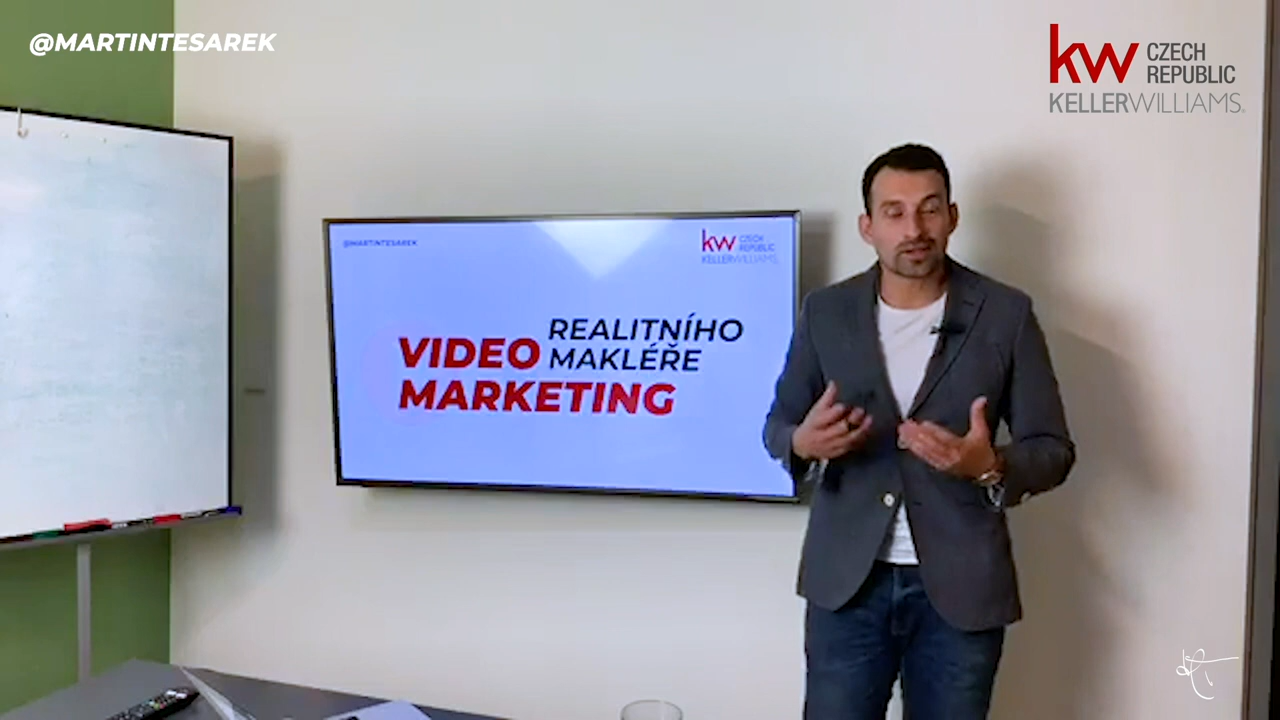 @MARTINTESAREK
kw CZECH
REPUBLIC
KELLERWILLIAMS.
@MARTINTESAREK
kw CZECH
REPUBLIC
KELLERWILLIAMS.
VIDEO REALITNÍHO
MAKLÉŘE
MARKETING